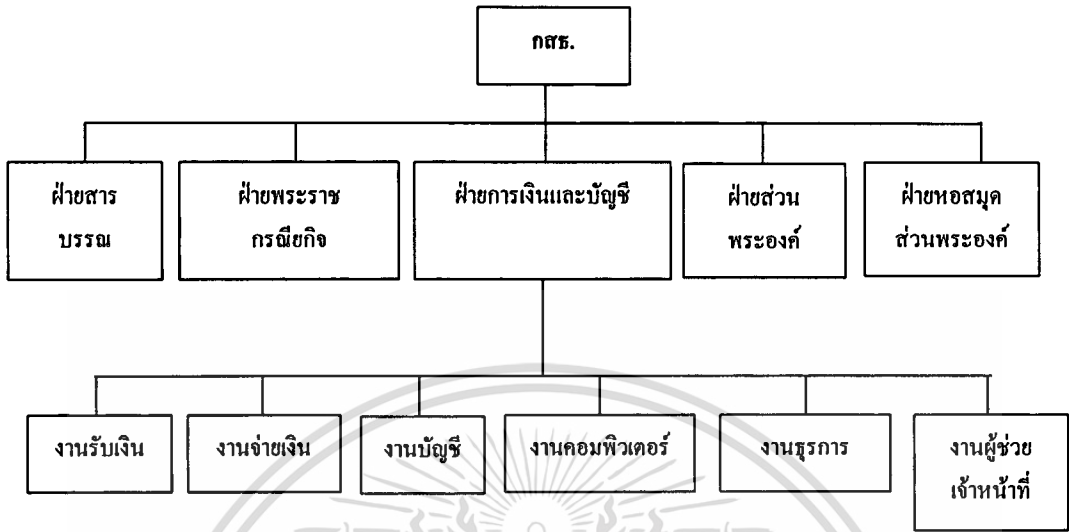 กสธ.
ฝ่ายสาร
บรรณ
ฝ่ายพระราช
กรณียกิจ
ฝ่ายการเงินและบัญชี
ฝ่ายส่วน
พระองค์
ฝ่ายหอสมุด
ส่วนพระองค์
งานรับเงิน
งานจ่ายเงิน
งานบัญชี
งานคอมพิวเตอร์
งานธุรการ
งานผู้ช่วย
เจ้าหน้าที่